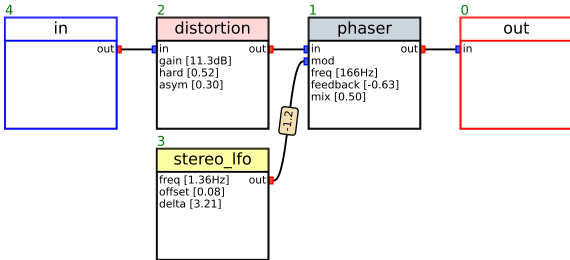 4
in
out
2
distortion
in
out
gain [11.3dB]
hard [0.52]
asym [0.30]
1
phaser
in
out
mod
freq [166Hz]
feedback [-0.63]
mix [0.50]
0
out
in
-1.2
3
stereo_lfo
freq [1.36Hz]
out
offset [0.08]
delta [3.21]